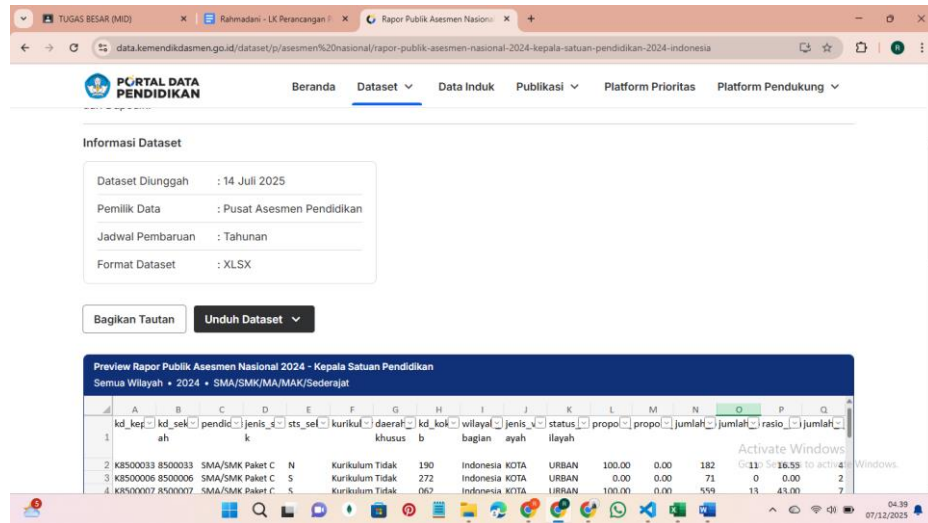 TUGAS BESAR (MID)
Rahmadani - LK Perancangan P
Rapor Publik Asesmen Nasional
data.kemendikdasmen.go.id/dataset/p/asesmen%20nasional/rapor-publik-asesmen-nasional-2024-kepala-satuan-pendidikan-2024-indonesia
R
PORTAL DATA
PENDIDIKAN
Beranda Dataset Data Induk Publikasi Platform Prioritas Platform Pendukung
Informasi Dataset
Dataset Diunggah : 14 Juli 2025
Pemilik Data : Pusat Asesmen Pendidikan
Jadwal Pembaruan : Tahunan
Format Dataset : XLSX
Bagikan Tautan Unduh Dataset
Preview Rapor Publik Asesmen Nasional 2024 - Kepala Satuan Pendidikan
Semua Wilayah • 2024 • SMA/SMK/MA/MAK/Sederajat
A B C D E F G H I J K L M N O P Q
kd_kep kd_sek pendid jenis_s sts_sel kurikul daerah kd_kok wilayal jenis_ status_ propo propo jumlah jumlah rasio_ jumlah
1 ah k khusus b bagian ayah ilayah
Activate Windows
2 K8500033 8500033 SMA/SMK Paket C N Kurikulum Tidak 190 Indonesia KOTA URBAN 100.00 0.00 182 11 16.55 4
3 K8500006 8500006 SMA/SMK Paket C S Kurikulum Tidak 272 Indonesia KOTA URBAN 0.00 0.00 71 0 0.00 2
4 K8500007 8500007 SMA/SMK Paket C S Kurikulum Tidak 062 Indonesia KOTA URBAN 100.00 0.00 559 13 43.00 7
04.39
07/12/2025